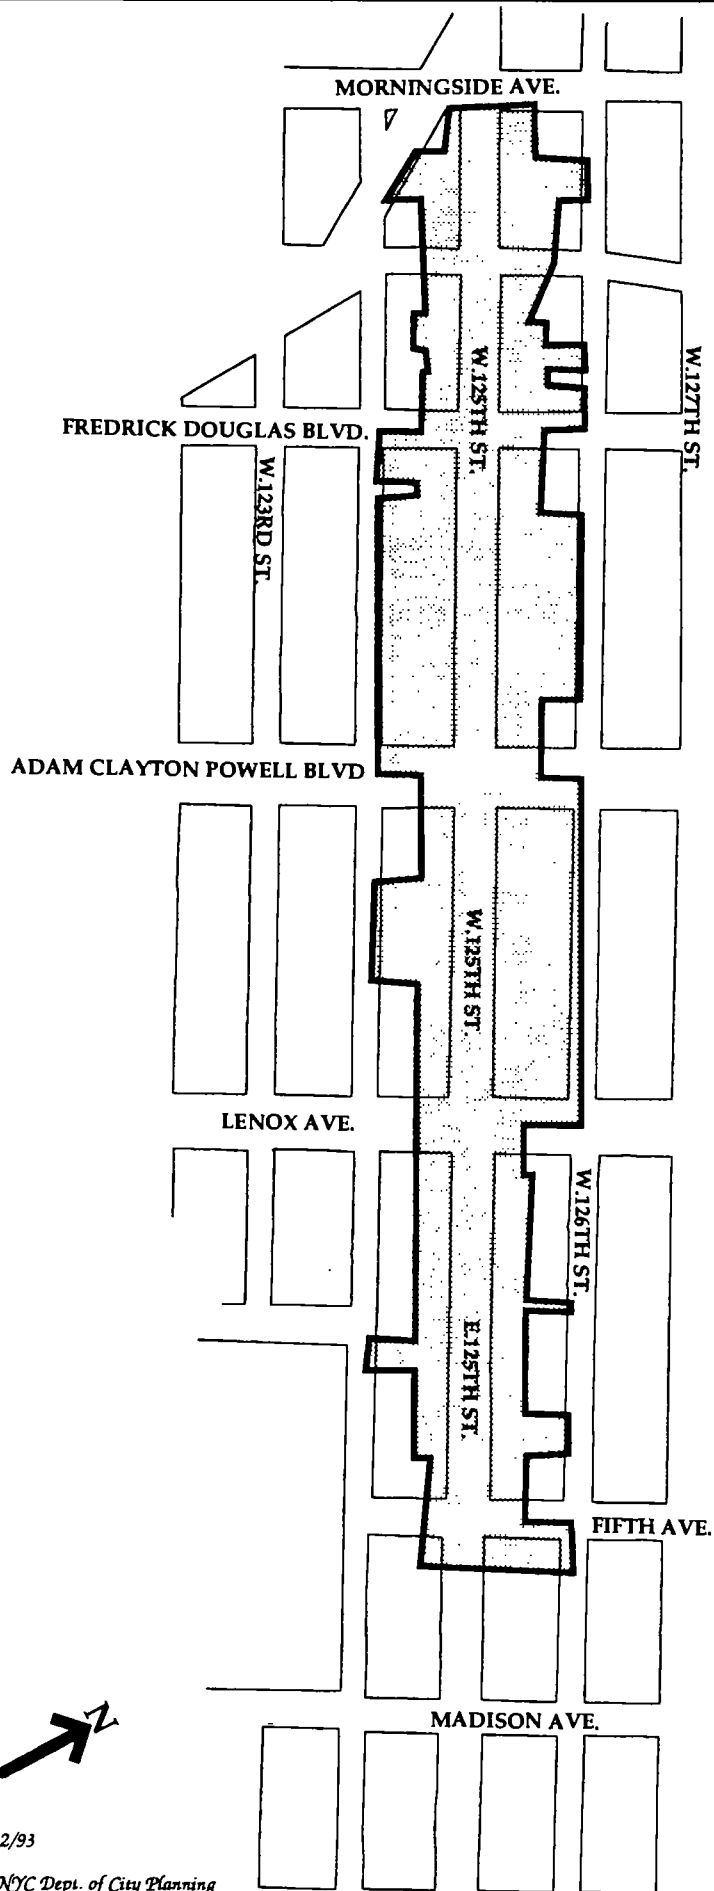 MORNINGSIDE AVE.
W.125TH ST.
W.127TH ST.
FREDRICK DOUGLAS BLVD.
W.123RD ST.
ADAM CLAYTON POWELL BLVD
W.125TH ST.
LENOX AVE.
W.126TH ST.
E.125TH ST.
FIFTH AVE.
N
MADISON AVE.
2/93
NYC Dept. of City Planning